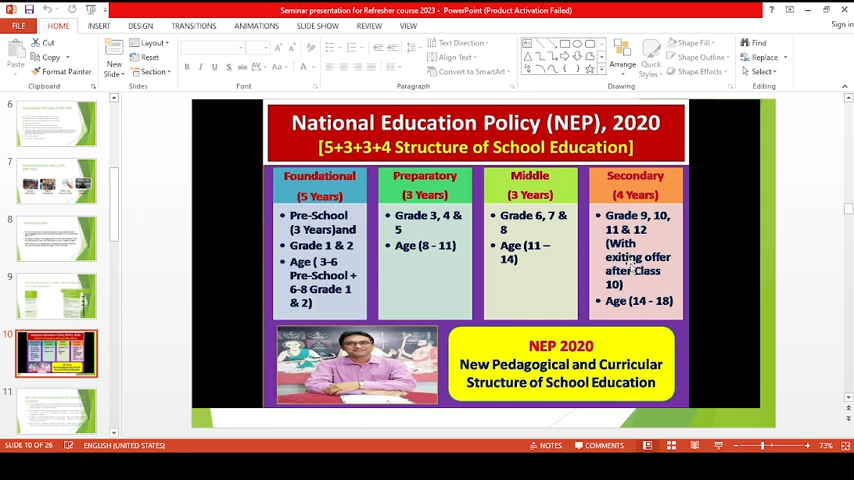 Seminar presentation for Refresher course 2023 - PowerPoint (Product Activation Failed)
FILE HOME INSERT DESIGN TRANSITIONS ANIMATIONS SLIDE SHOW REVIEW VIEW Sign in
Paste Cut
Copy
Format Painter
Clipboard
New
Slide
Layout
Reset
Section
Slides
Font
Text Direction
Align Text
Convert to SmartArt
Paragraph
Arrange
Quick
Styles
Shape Fill
Shape Outline
Shape Effects
Drawing
Find
Replace
Select
Editing
6
7
8
9
10
11
National Education Policy (NEP), 2020
[5+3+3+4 Structure of School Education]
Foundational
(5 Years)
• Pre-School
(3 Years)and
• Grade 1 & 2
• Age ( 3-6
Pre-School +
6-8 Grade 1
& 2)
Preparatory
(3 Years)
• Grade 3, 4 &
5
• Age (8 - 11)
Middle
(3 Years)
• Grade 6, 7 &
8
• Age (11 –
14)
Secondary
(4 Years)
• Grade 9, 10,
11 & 12
(With
exiting offer
after Class
10)
• Age (14 - 18)
NEP 2020
New Pedagogical and Curricular
Structure of School Education
SLIDE 10 OF 26 ENGLISH (UNITED STATES) NOTES COMMENTS 73%